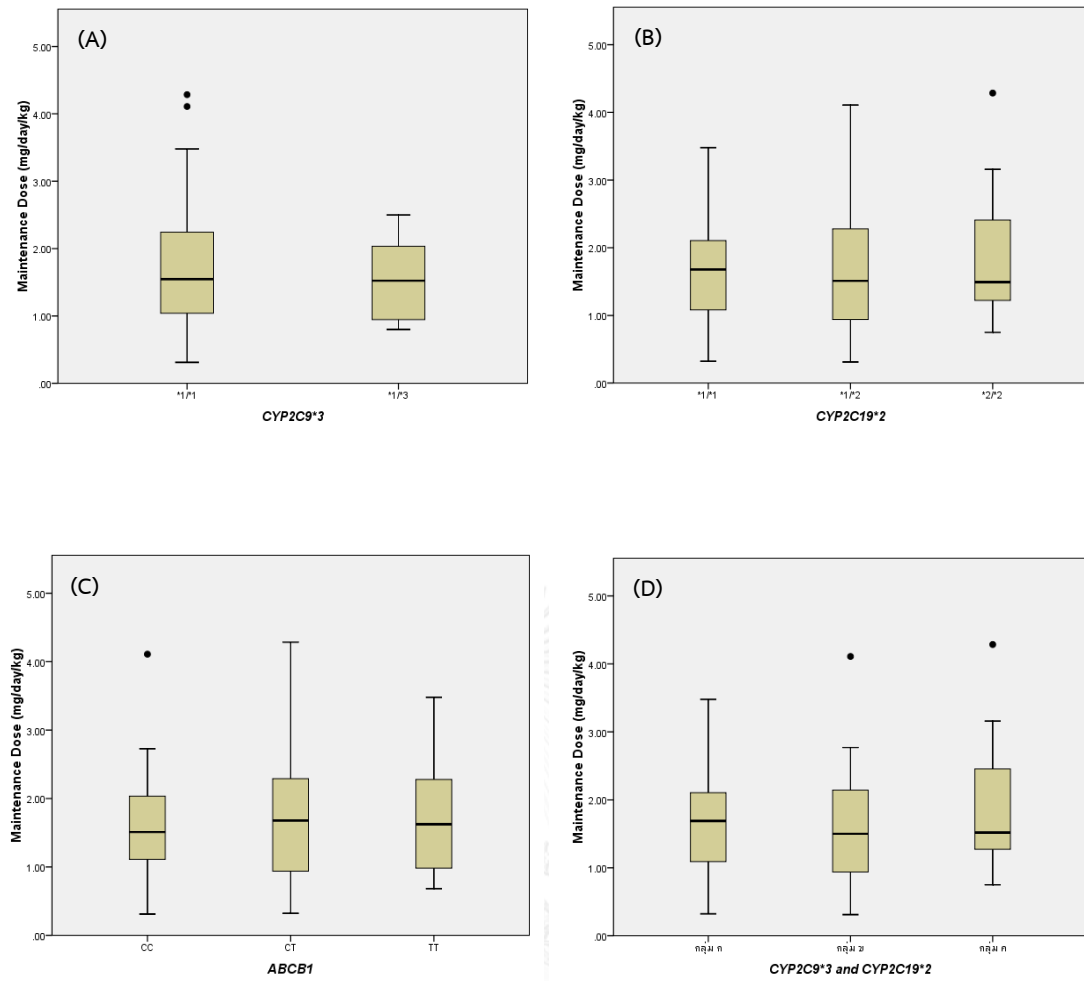 (A)
Maintenance Dose (mg/day/kg)
5.00
4.00
3.00
2.00
1.00
.00
*1/*1 *1/*3
CYP2C9*3
(B)
Maintenance Dose (mg/day/kg)
5.00
4.00
3.00
2.00
1.00
.00
*1/*1 *1/*2 *2/*2
CYP2C19*2
(C)
Maintenance Dose (mg/day/kg)
5.00
4.00
3.00
2.00
1.00
.00
CC CT TT
ABCB1
(D)
Maintenance Dose (mg/day/kg)
5.00
4.00
3.00
2.00
1.00
.00
กลุ่ม ก กลุ่ม ข กลุ่ม ค
CYP2C9*3 and CYP2C19*2